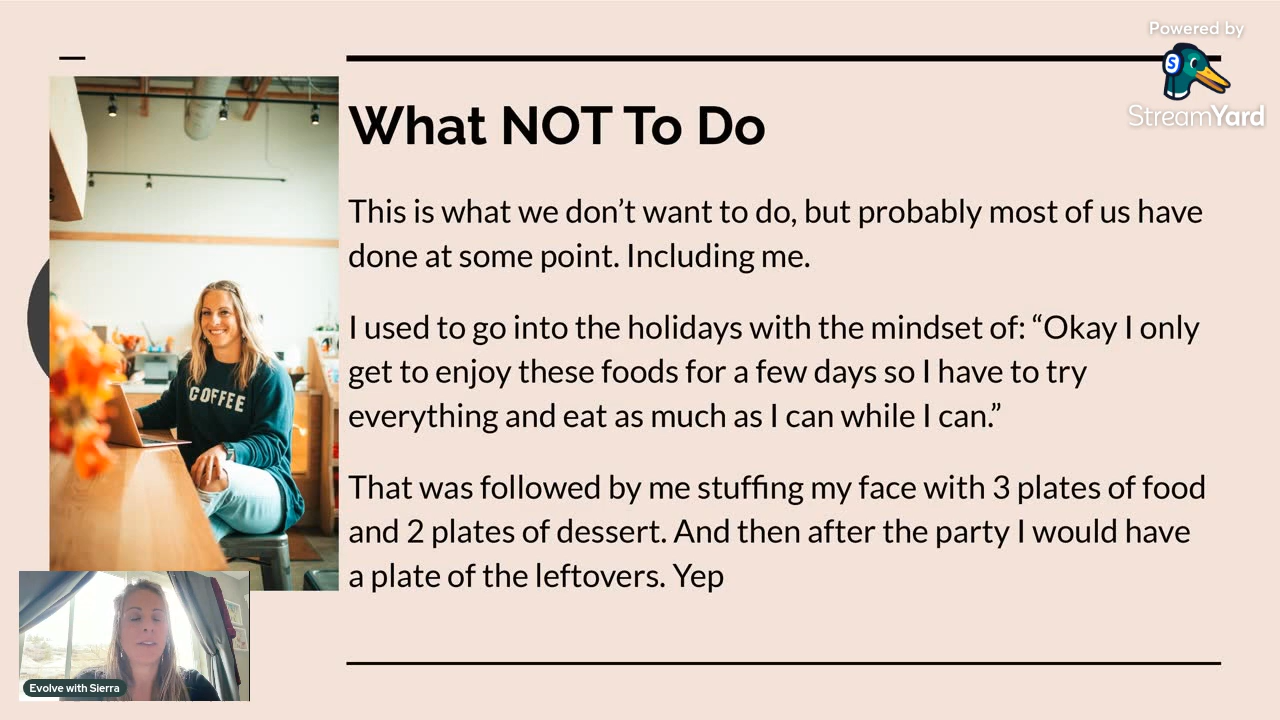 Powered by
StreamYard
What NOT To Do
This is what we don’t want to do, but probably most of us have
done at some point. Including me.
I used to go into the holidays with the mindset of: “Okay I only
get to enjoy these foods for a few days so I have to try
everything and eat as much as I can while I can.”
That was followed by me stuffing my face with 3 plates of food
and 2 plates of dessert. And then after the party I would have
a plate of the leftovers. Yep
COFFEE
Evolve with Sierra